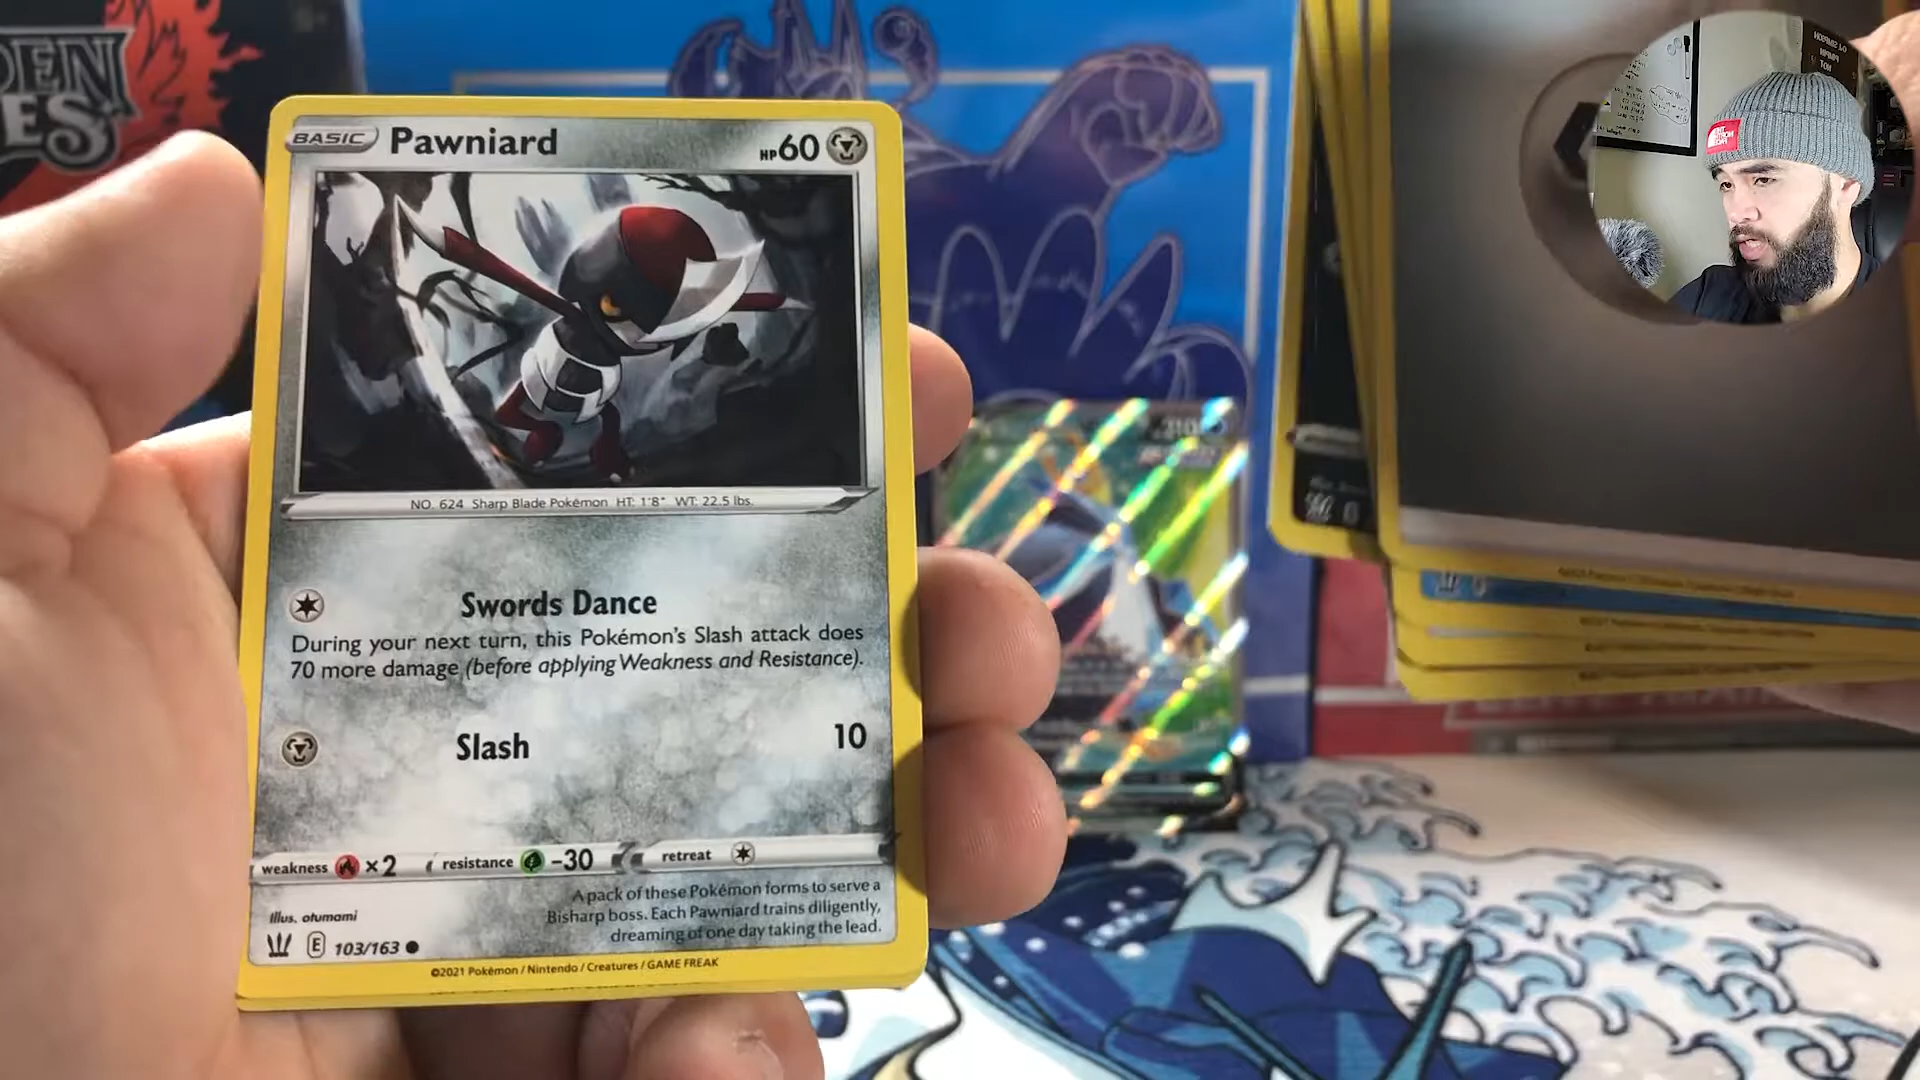 DEN
ES
BASIC Pawniard HP 60
NO. 624 Sharp Blade Pokémon HT: 1'8" WT: 22.5 lbs.
Swords Dance
During your next turn, this Pokémon's Slash attack does
70 more damage (before applying Weakness and Resistance).
Slash 10
weakness ×2 resistance -30 retreat
A pack of these Pokémon forms to serve a
Bisharp boss. Each Pawniard trains diligently,
dreaming of one day taking the lead.
Illus. otumami
E 103/163
©2021 Pokémon / Nintendo / Creatures / GAME FREAK
310